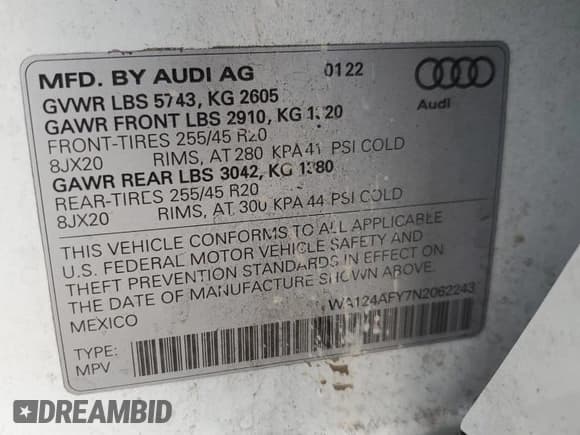 MFD. BY AUDI AG 0122
GVWR LBS 5743, KG 2605
GAWR FRONT LBS 2910, KG
FRONT-TIRES 255/45 R20
8JX20 RIMS, AT 280 KPA 41 PSI COLD
GAWR REAR LBS 3042, KG 1380
REAR-TIRES 255/45 R20
8JX20 RIMS, AT 300 KPA 44 PSI COLD
Audi
THIS VEHICLE CONFORMS TO ALL APPLICABLE
U.S. FEDERAL MOTOR VEHICLE SAFETY AND
THEFT PREVENTION STANDARDS IN EFFECT ON
THE DATE OF MANUFACTURE SHOWN ABOVE.
MEXICO
WA124AFY7N2062243
TYPE:
MPV
DREAMBID